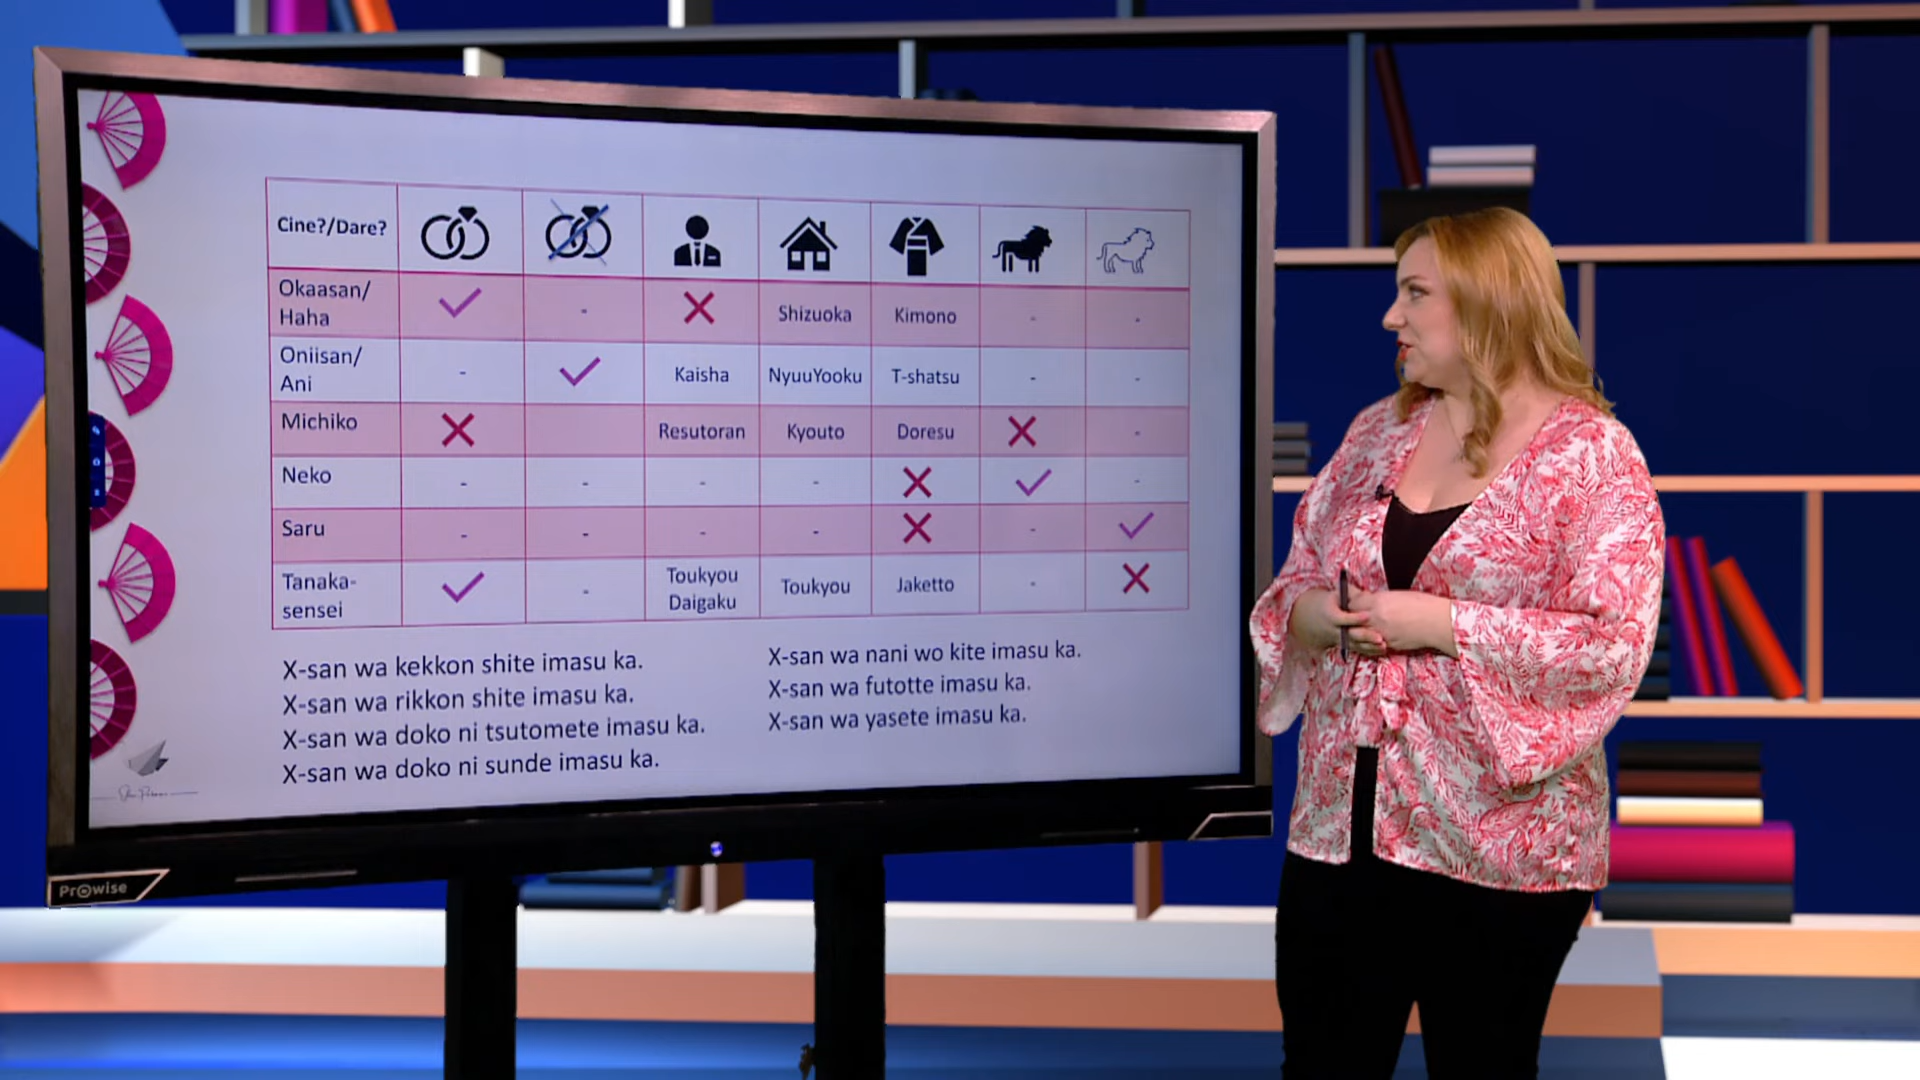 Cine?/Dare?
Okaasan/
Haha
-
Shizuoka
Kimono
-
-
Oniisan/
Ani
-
Kaisha
NyuuYooku
T-shatsu
-
-
Michiko
Resutoran
Kyouto
Doresu
-
Neko
-
-
-
-
-
Saru
-
-
-
-
-
Tanaka-
sensei
-
Toukyou
Daigaku
Toukyou
Jaketto
-
X-san wa kekkon shite imasu ka.
X-san wa rikkon shite imasu ka.
X-san wa doko ni tsutomete imasu ka.
X-san wa doko ni sunde imasu ka.
X-san wa nani wo kite imasu ka.
X-san wa futotte imasu ka.
X-san wa yasete imasu ka.
Prowise